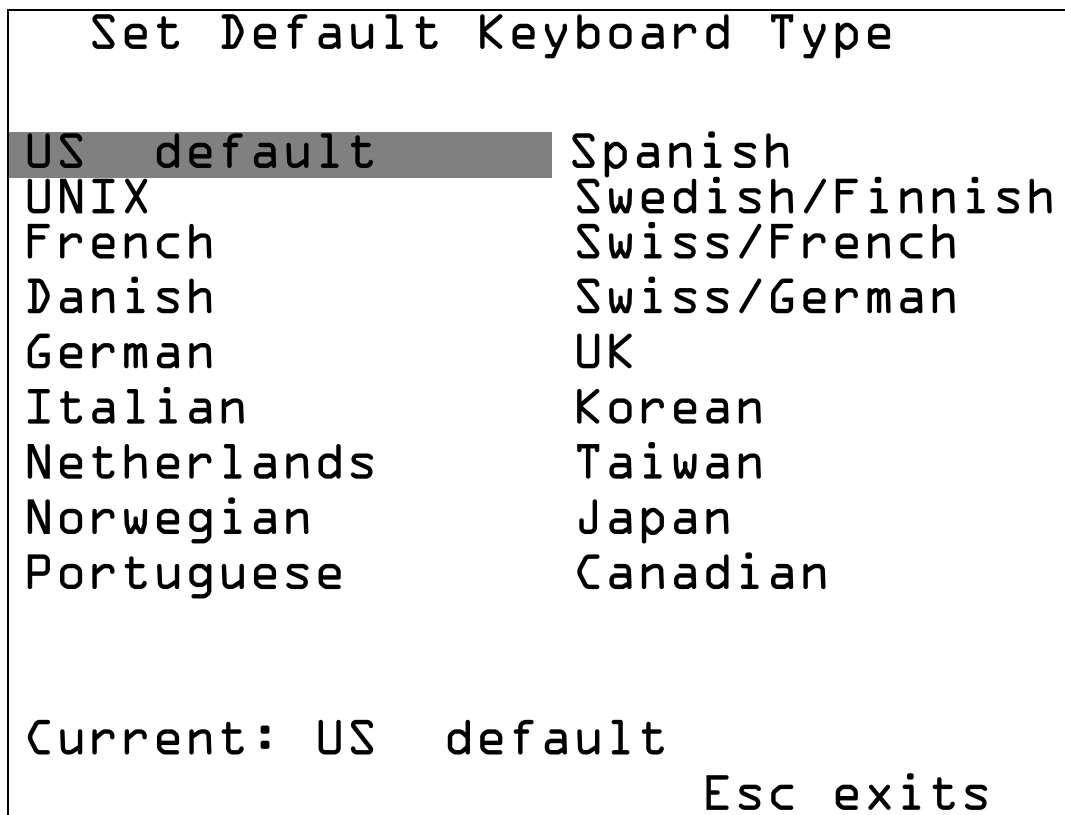 Set Default Keyboard Type
US default
UNIX
French
Danish
German
Italian
Netherlands
Norwegian
Portuguese
Spanish
Swedish/Finnish
Swiss/French
Swiss/German
UK
Korean
Taiwan
Japan
Canadian
Current: US default
Esc exits